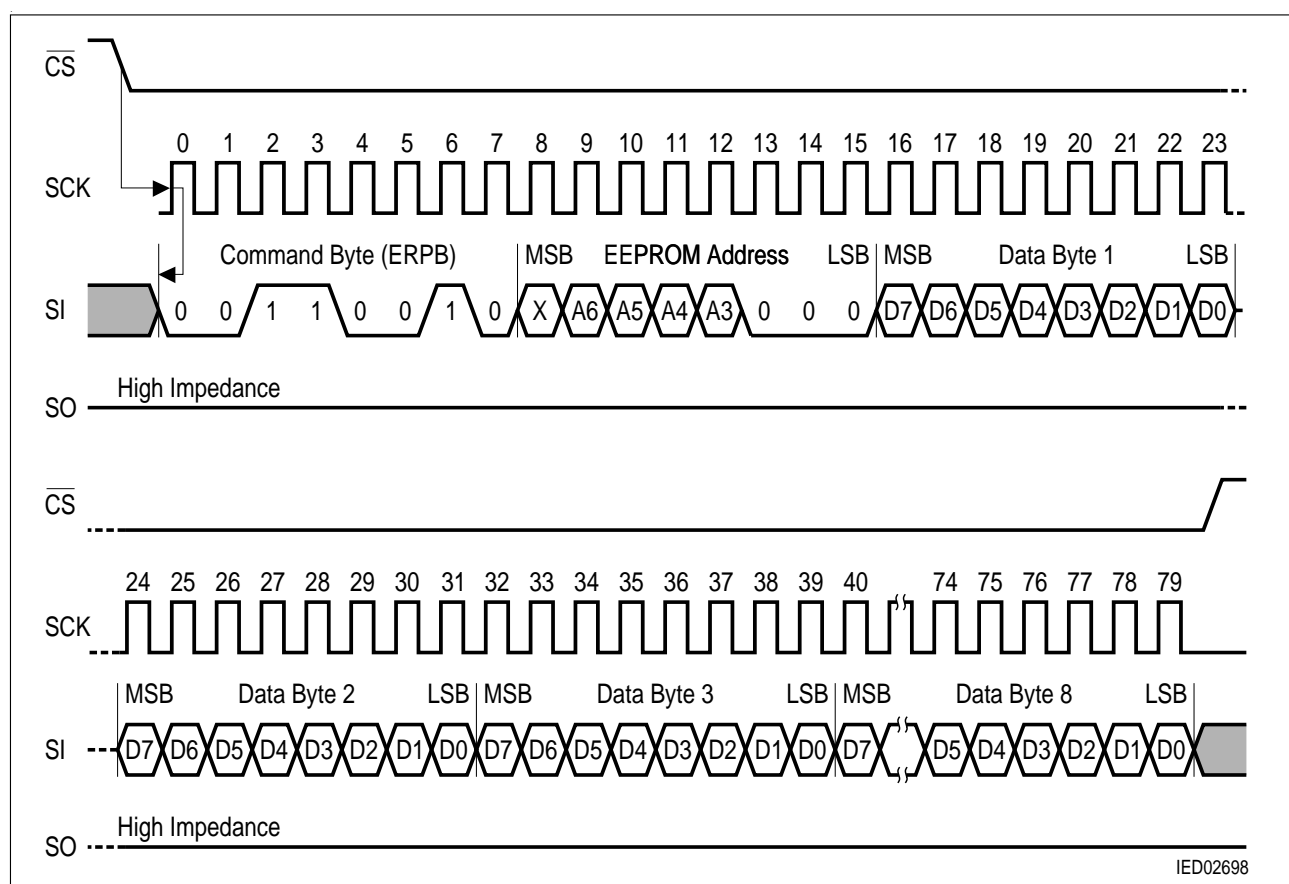 CS
0 1 2 3 4 5 6 7 8 9 10 11 12 13 14 15 16 17 18 19 20 21 22 23
SCK
Command Byte (ERPB) MSB EEPROM Address LSB MSB Data Byte 1 LSB
SI 0 0 1 1 0 0 1 0 X A6 A5 A4 A3 0 0 0 D7 D6 D5 D4 D3 D2 D1 D0
High Impedance
SO
CS
24 25 26 27 28 29 30 31 32 33 34 35 36 37 38 39 40 74 75 76 77 78 79
SCK
MSB Data Byte 2 LSB MSB Data Byte 3 LSB MSB Data Byte 8 LSB
SI D7 D6 D5 D4 D3 D2 D1 D0 D7 D6 D5 D4 D3 D2 D1 D0 D7 D5 D4 D3 D2 D1 D0
High Impedance
SO
IED02698